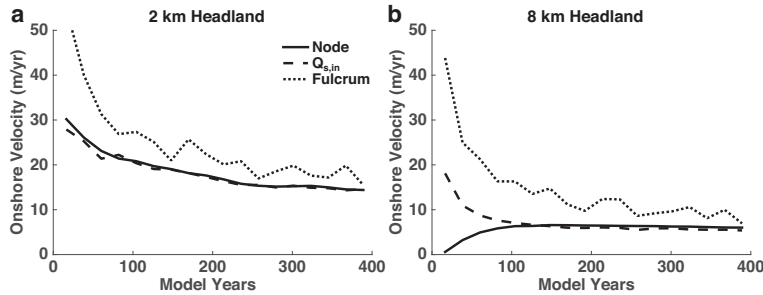 a
2 km Headland
Onshore Velocity (m/yr)
50
40
30
20
10
0
Node
Qs,in
Fulcrum
0
100
200
300
400
Model Years
b
8 km Headland
Onshore Velocity (m/yr)
50
40
30
20
10
0
0
100
200
300
400
Model Years